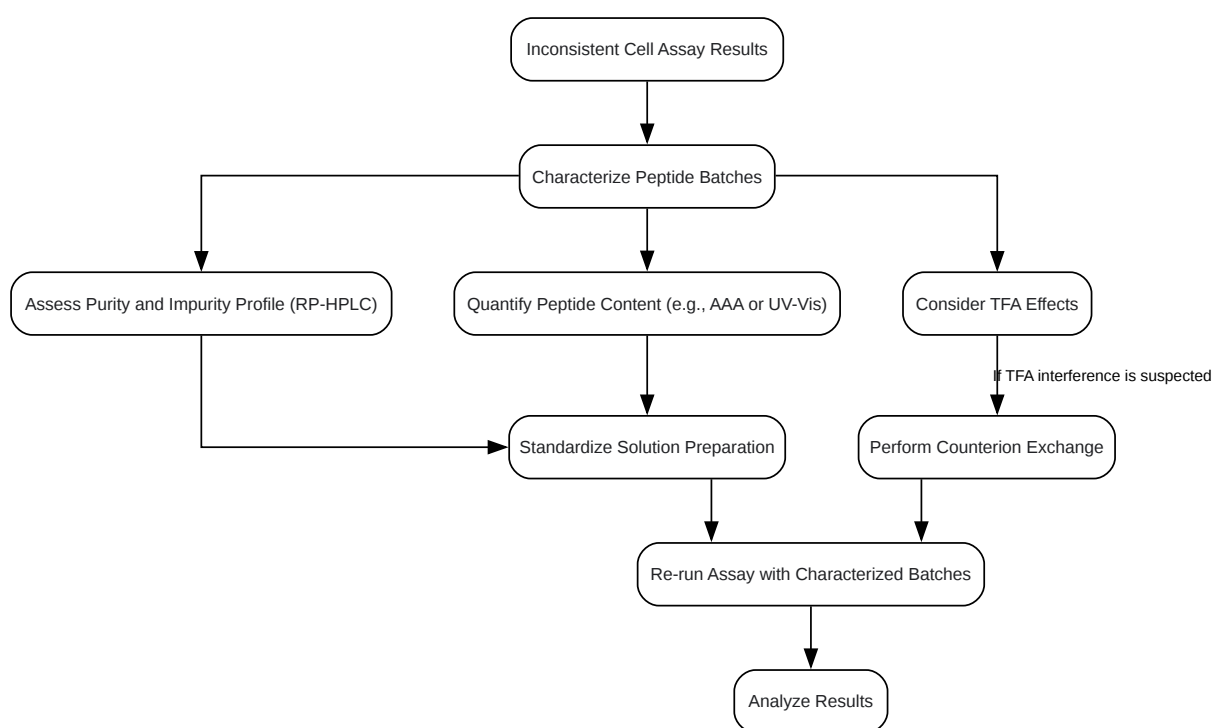 Inconsistent Cell Assay Results
Characterize Peptide Batches
Assess Purity and Impurity Profile (RP-HPLC)
Quantify Peptide Content (e.g., AAA or UV-Vis)
Consider TFA Effects
If TFA interference is suspected
Standardize Solution Preparation
Perform Counterion Exchange
Re-run Assay with Characterized Batches
Analyze Results